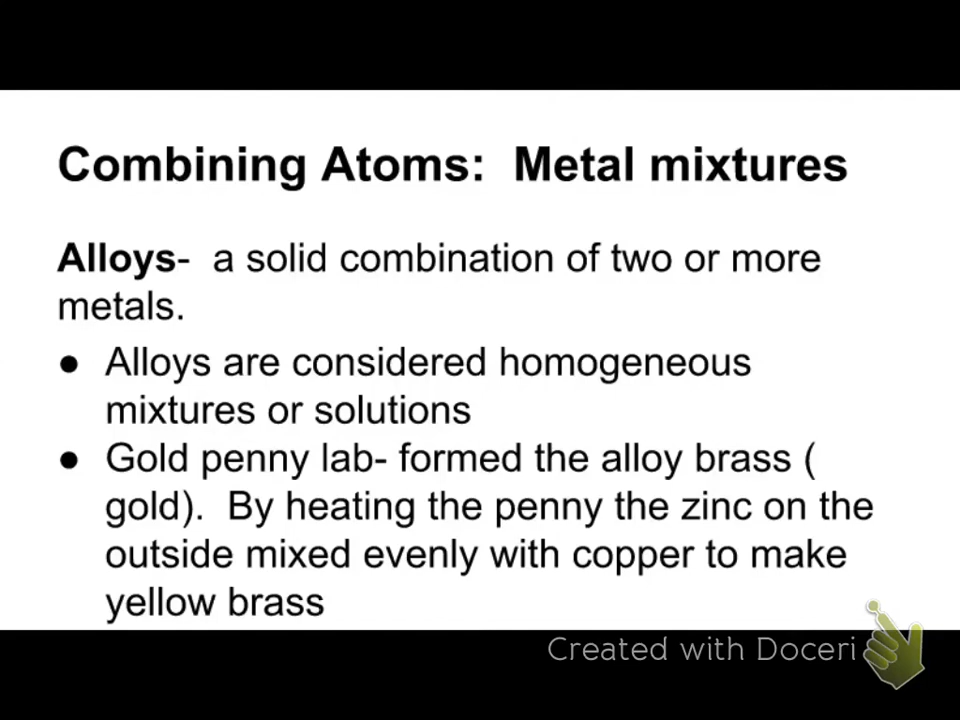 Combining Atoms:  Metal mixtures
Alloys-  a solid combination of two or more
metals.
● Alloys are considered homogeneous
mixtures or solutions
● Gold penny lab- formed the alloy brass (
gold).  By heating the penny the zinc on the
outside mixed evenly with copper to make
yellow brass
Created with Doceri